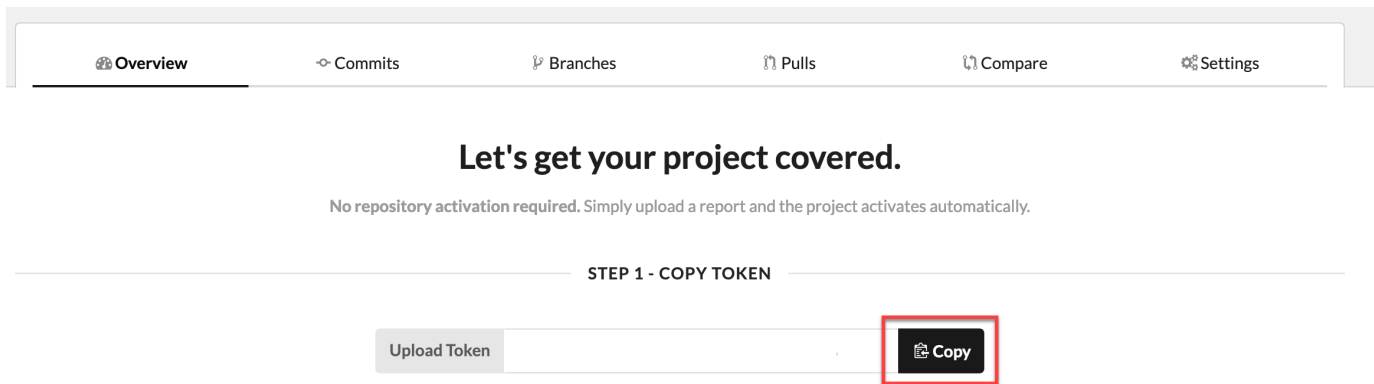 Overview Commits Branches Pulls Compare Settings
Let's get your project covered.
No repository activation required. Simply upload a report and the project activates automatically.
STEP 1 - COPY TOKEN
Upload Token Copy